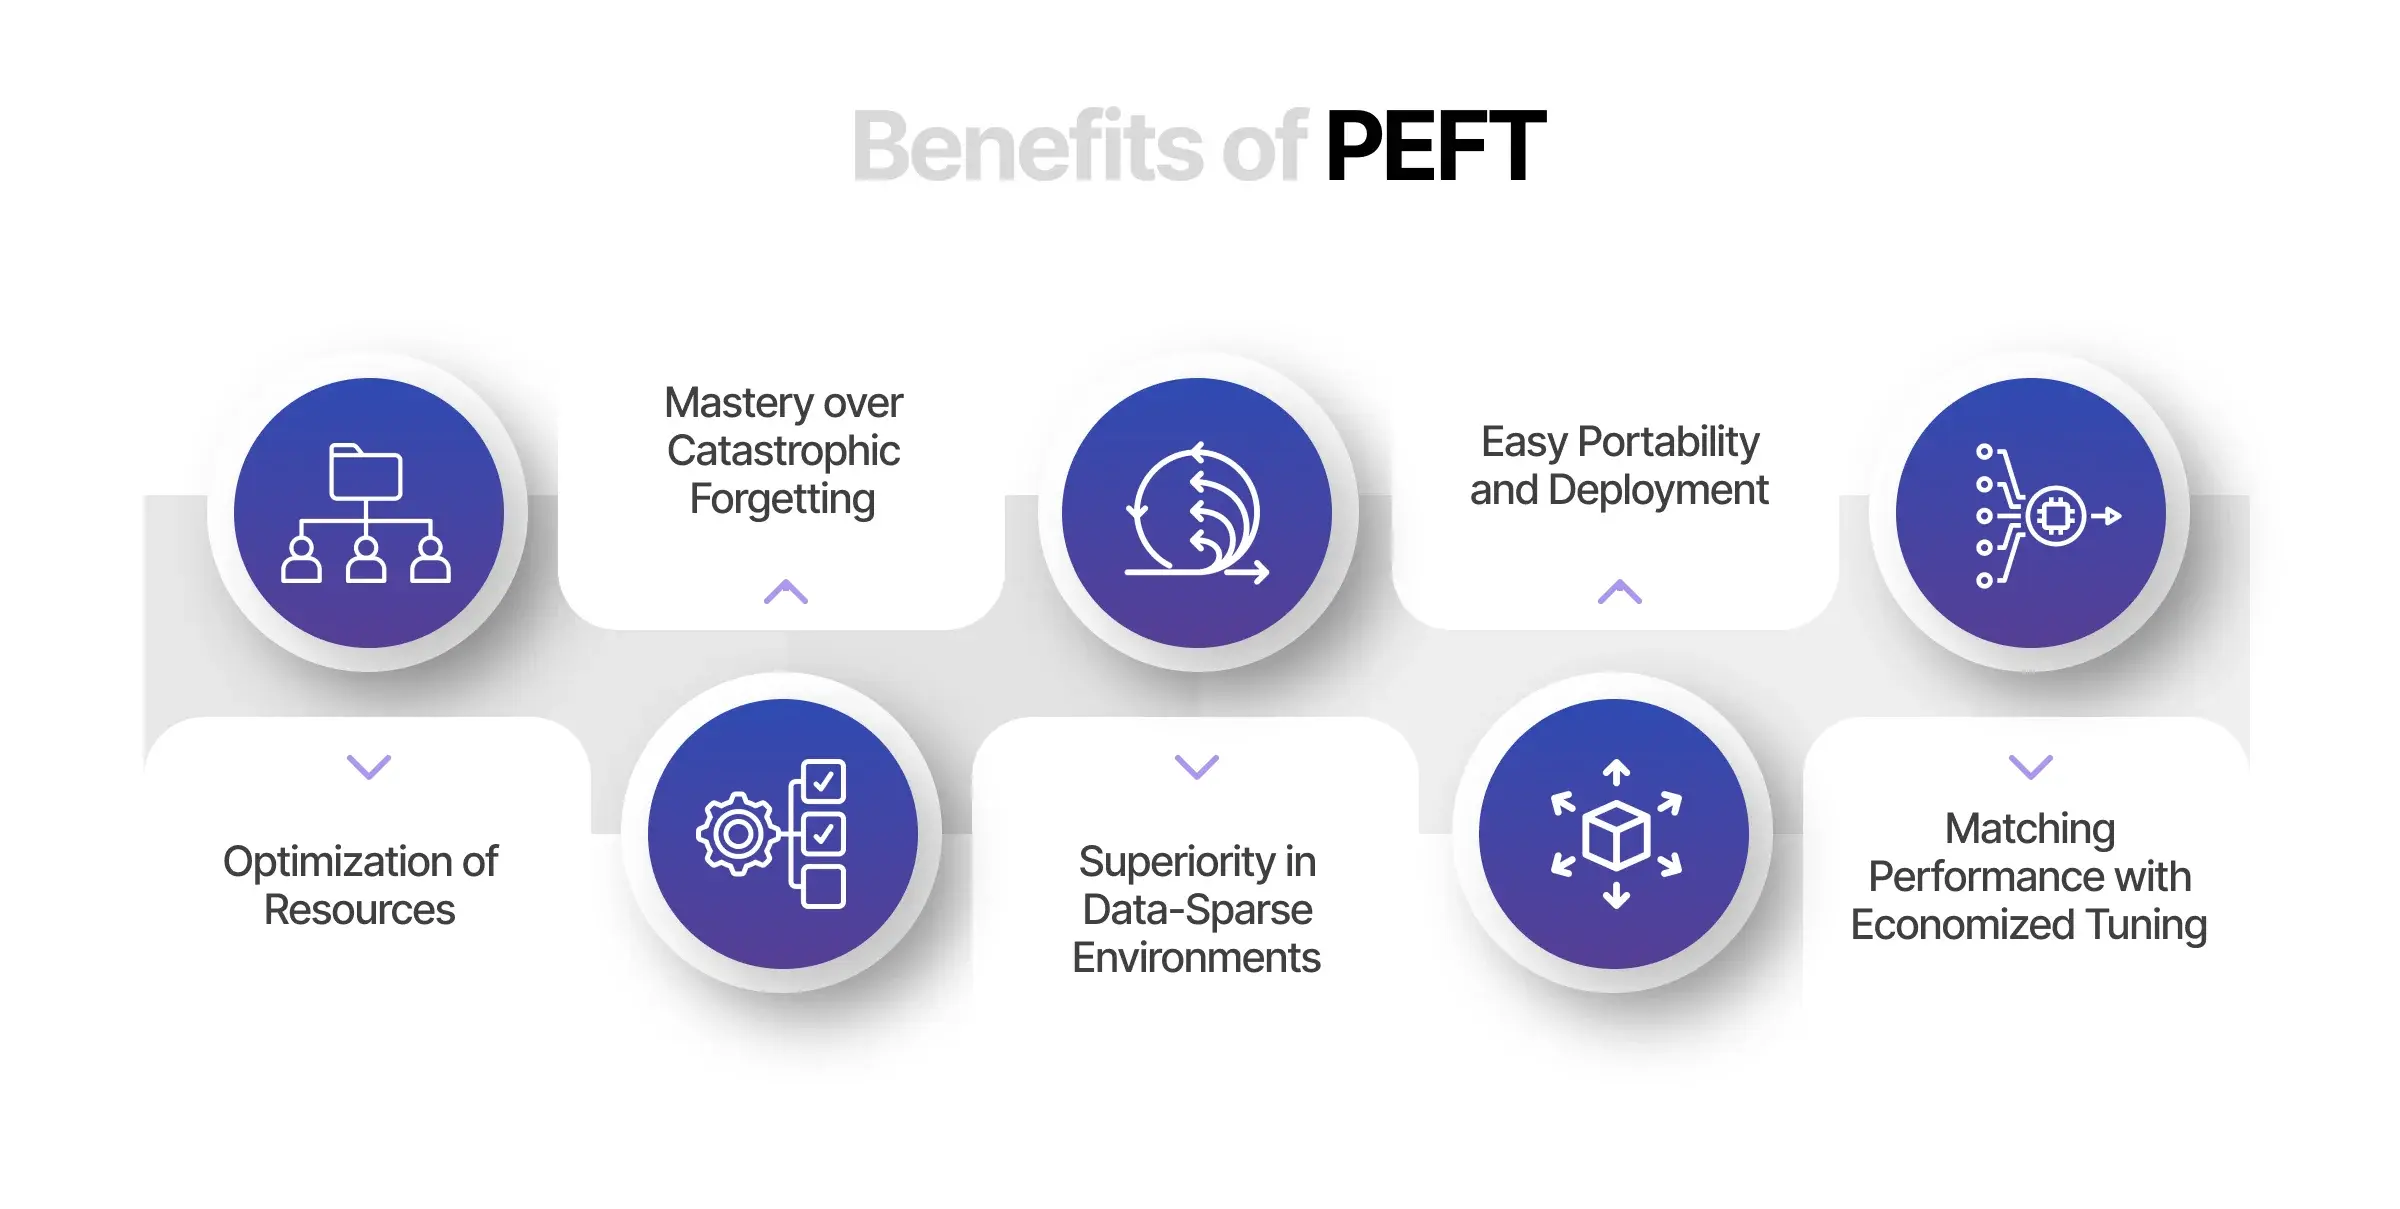 Benefits of PEFT
Optimization of
Resources
Mastery over
Catastrophic
Forgetting
Superiority in
Data-Sparse
Environments
Easy Portability
and Deployment
Matching
Performance with
Economized Tuning